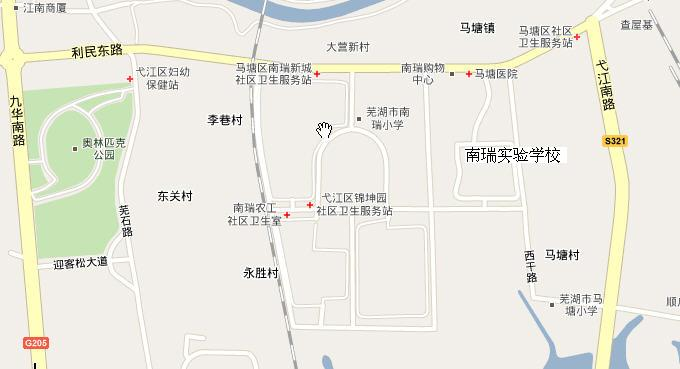 江南商厦
马塘镇
查屋基
马塘区社区
卫生服务站
大营新村
利民东路
弋江区妇幼
保健站
马塘区南瑞新城
社区卫生服务站
南瑞购物
中心
马塘医院
弋江南路
九华南路
李巷村
芜湖市南
瑞小学
S321
奥林匹克
公园
南瑞实验学校
东关村
芜石路
南瑞农工
社区卫生室
弋江区锦坤园
社区卫生服务站
迎客松大道
永胜村
西干路
马塘村
芜湖市马
塘小学
顺
G205